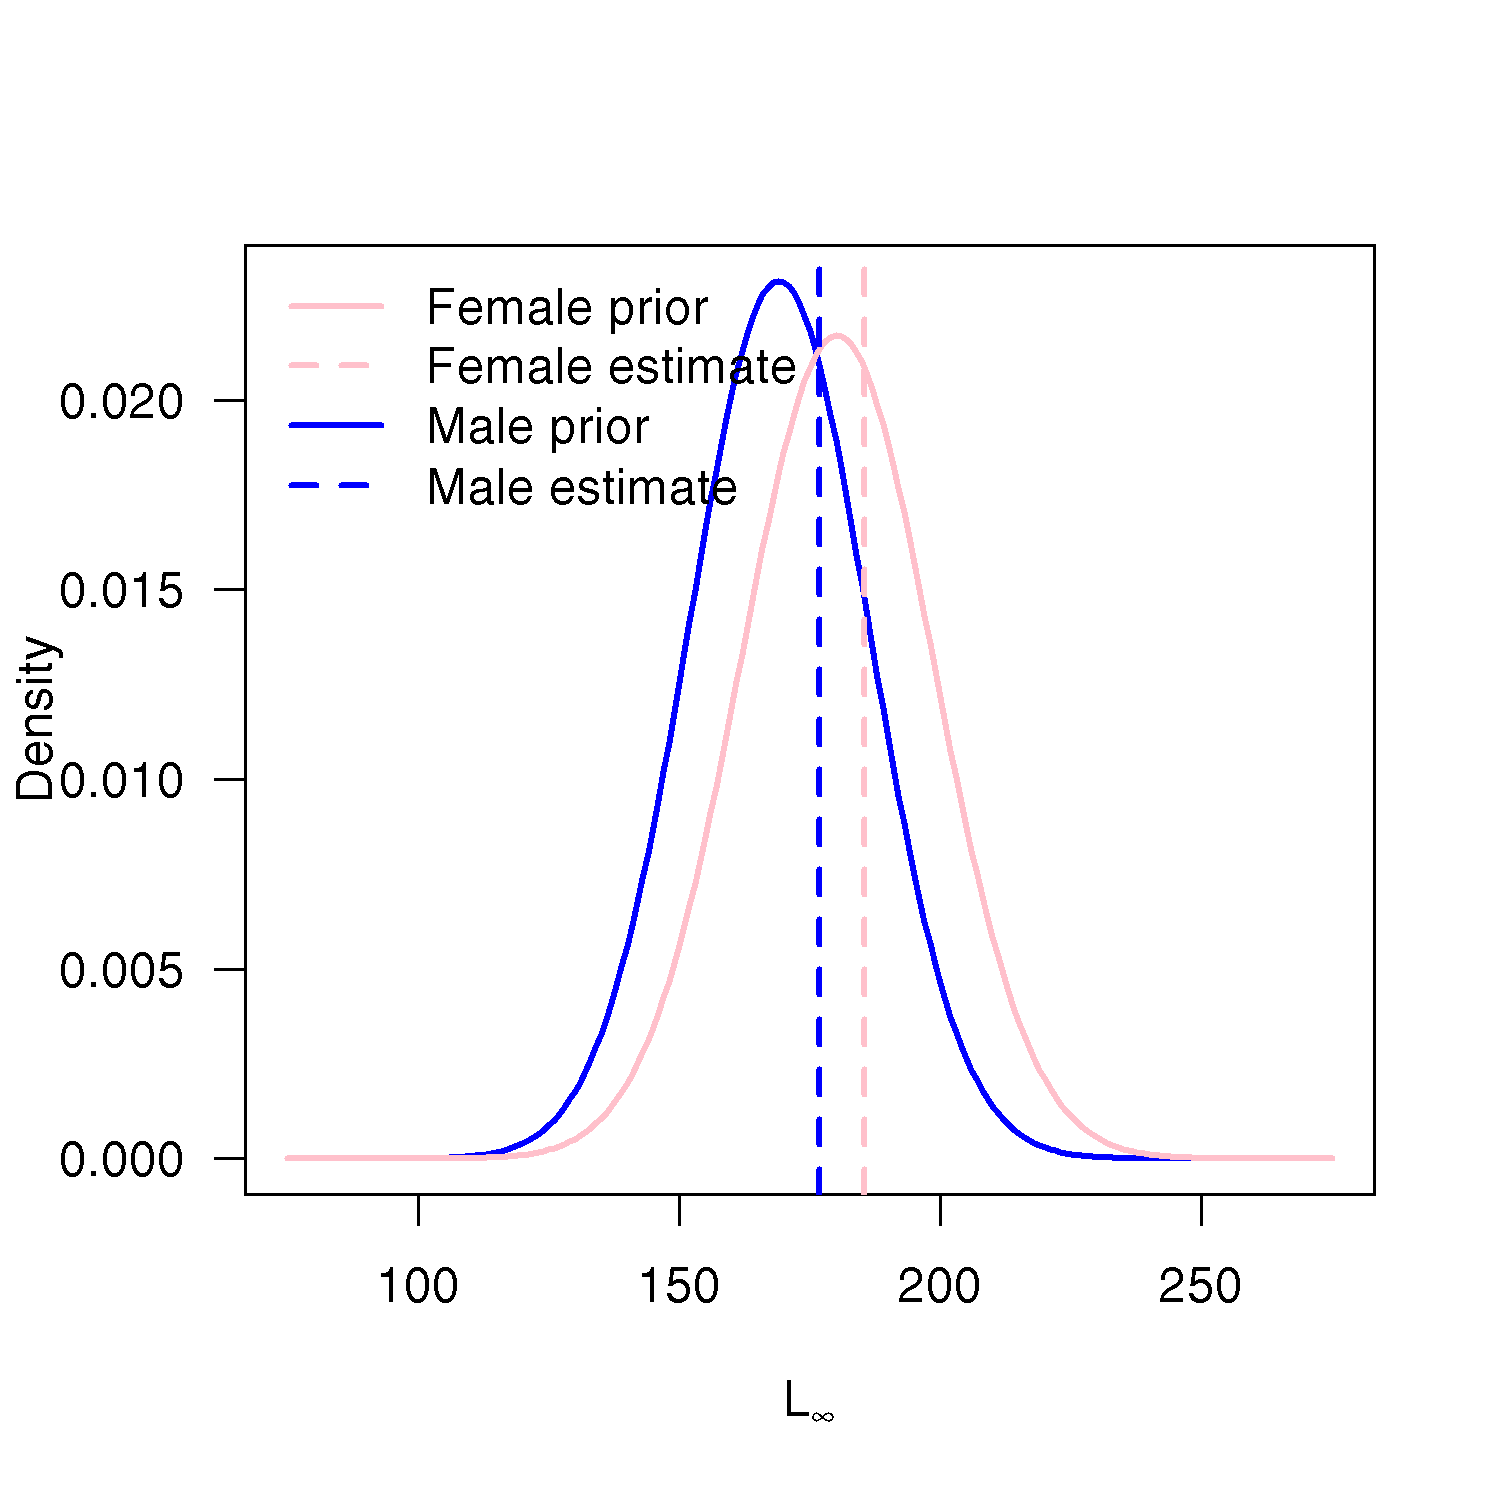 Female prior
Female estimate
Male prior
Male estimate
Density
0.020
0.015
0.010
0.005
0.000
100 150 200 250
L∞